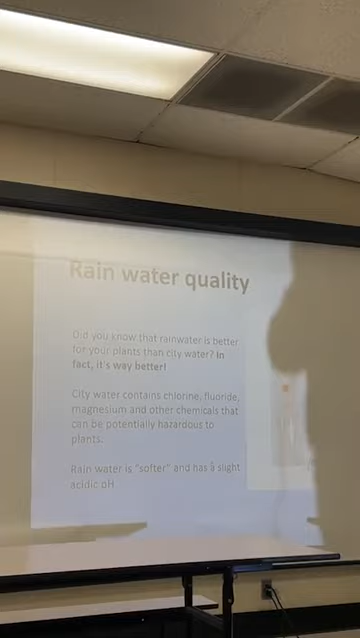 Rain water quality
Did you know that rainwater is better
for your plants than city water? In
fact, it's way better!
City water contains chlorine, fluoride,
magnesium and other chemicals that
can be potentially hazardous to
plants.
Rain water is "softer" and has a slight
acidic pH